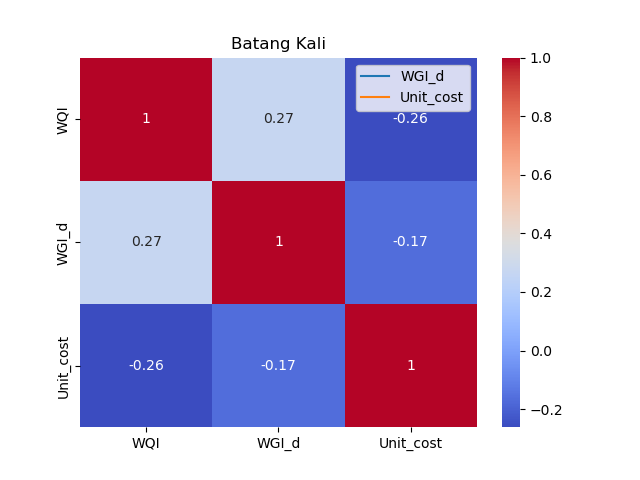 Batang Kali
WGI_d
Unit_cost
WQI
1
0.27
-0.26
WGI_d
0.27
1
-0.17
Unit_cost
-0.26
-0.17
1
WQI
WGI_d
Unit_cost
1.0
0.8
0.6
0.4
0.2
0.0
−0.2